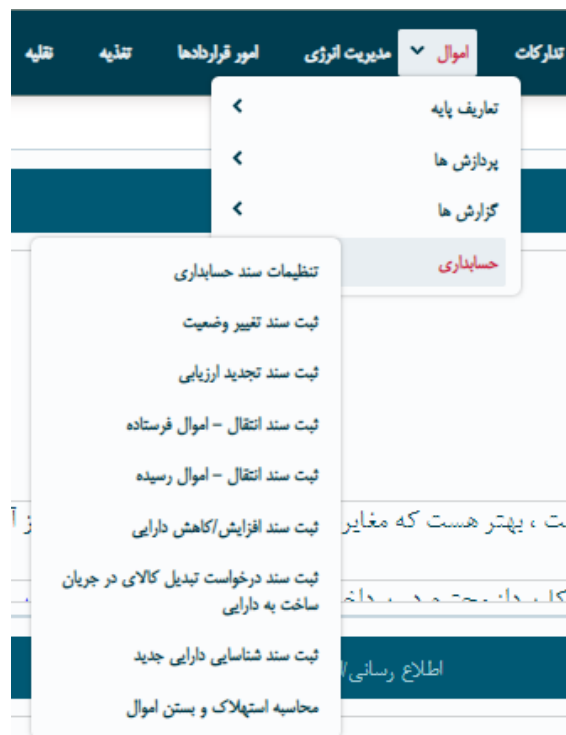 تدارکات اموال مدیریت انرژی امور قراردادها تغذیه نقلیه
تعاریف پایه
پردازش ها
گزارش ها
حسابداری
تنظیمات سند حسابداری
ثبت سند تغییر وضعیت
ثبت سند تجدید ارزیابی
ثبت سند انتقال - اموال فرستاده
ثبت سند انتقال - اموال رسیده
ثبت سند افزایش/کاهش دارایی
ثبت سند درخواست تبدیل کالای در جریان
ساخت به دارایی
ثبت سند شناسایی دارایی جدید
محاسبه استهلاک و بستن اموال
ت ، بهتر هست که مغایر
اطلاع رسانی/